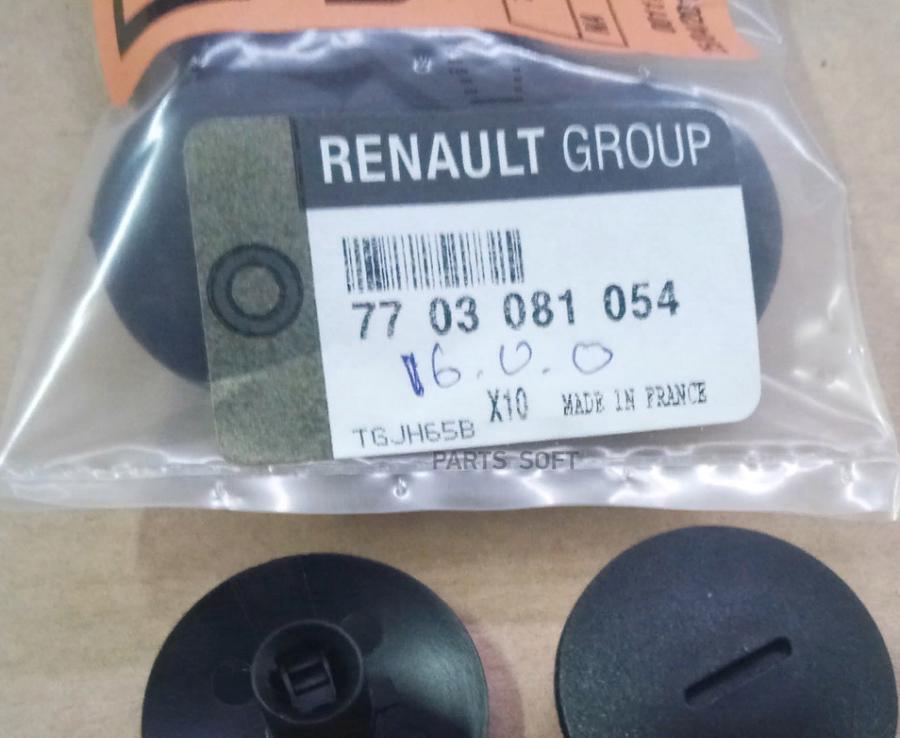 RENAULT GROUP
77 03 081 054
16.0.0
X10 MADE IN FRANCE
TGJH65B
PARTS SOFT